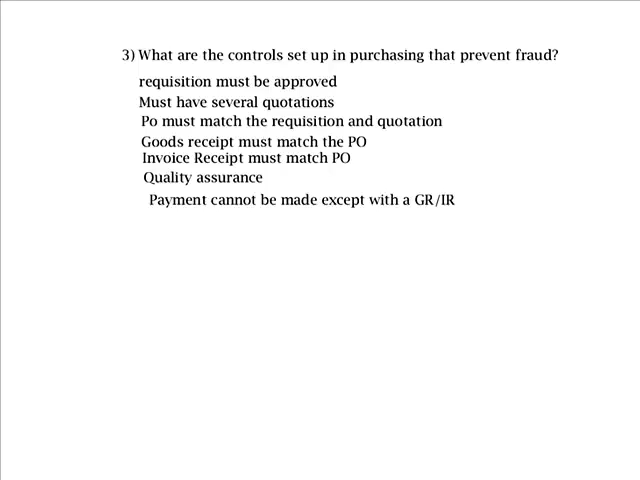 3) What are the controls set up in purchasing that prevent fraud?
requisition must be approved
Must have several quotations
Po must match the requisition and quotation
Goods receipt must match the PO
Invoice Receipt must match PO
Quality assurance
Payment cannot be made except with a GR/IR